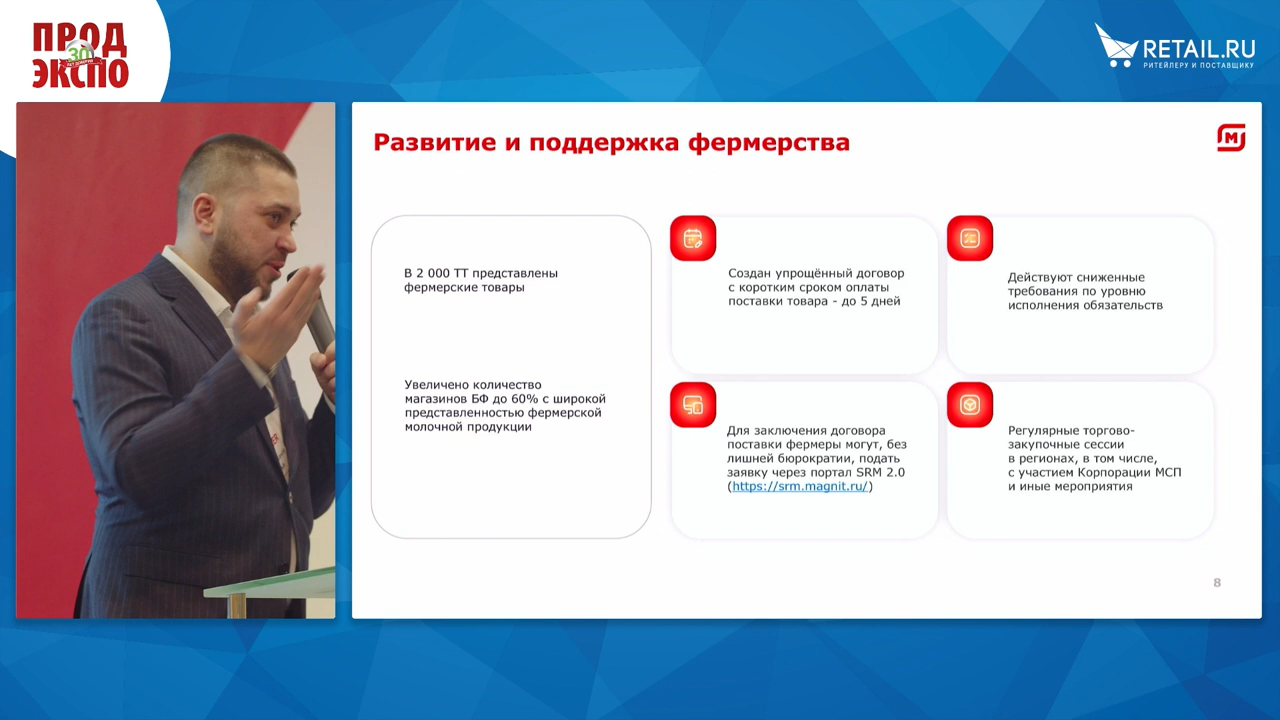 ПРОД
30
ЛЕТ ДОВЕРИЯ
ЭКСПО
RETAIL.RU
РИТЕЙЛЕРУ И ПОСТАВЩИКУ
Развитие и поддержка фермерства
М
В 2 000 ТТ представлены
фермерские товары
Увеличено количество
магазинов БФ до 60% с широкой
представленностью фермерской
молочной продукции
Создан упрощённый договор
с коротким сроком оплаты
поставки товара - до 5 дней
Действуют сниженные
требования по уровню
исполнения обязательств
Для заключения договора
поставки фермеры могут, без
лишней бюрократии, подать
заявку через портал SRM 2.0
(https://srm.magnit.ru/)
Регулярные торгово-
закупочные сессии
в регионах, в том числе,
с участием Корпорации МСП
и иные мероприятия
8